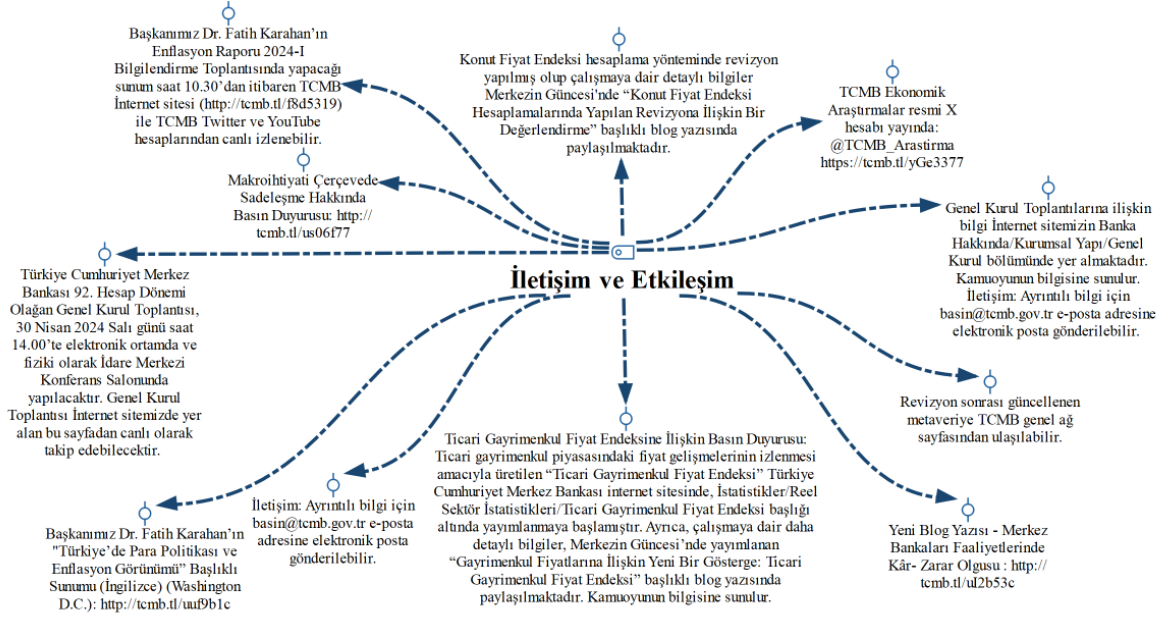 Başkanımız Dr. Fatih Karahan’ın
Enflasyon Raporu 2024-I
Bilgilendirme Toplantısında yapacağı
sunum saat 10.30’dan itibaren TCMB
İnternet sitesi (http://tcmb.tl/f8d5319)
ile TCMB Twitter ve YouTube
hesaplarından canlı izlenebilir.
Konut Fiyat Endeksi hesaplama yönteminde revizyon
yapılmış olup çalışmaya dair detaylı bilgiler
Merkezin Güncesi'nde “Konut Fiyat Endeksi
Hesaplamalarında Yapılan Revizyona İlişkin Bir
Değerlendirme” başlıklı blog yazısında
paylaşılmaktadır.
TCMB Ekonomik
Araştırmalar resmi X
hesabı yayında:
@TCMB_Arastirma
https://tcmb.tl/yGe3377
Makroihtiyati Çerçevede
Sadeleşme Hakkında
Basın Duyurusu: http://
tcmb.tl/us06f77
Genel Kurul Toplantılarına ilişkin
bilgi İnternet sitemizin Banka
Hakkında/Kurumsal Yapı/Genel
Kurul bölümünde yer almaktadır.
Kamuoyunun bilgisine sunulur.
İletişim: Ayrıntılı bilgi için
basin@tcmb.gov.tr e-posta adresine
elektronik posta gönderilebilir.
İletişim ve Etkileşim
Türkiye Cumhuriyet Merkez
Bankası 92. Hesap Dönemi
Olağan Genel Kurul Toplantısı,
30 Nisan 2024 Salı günü saat
14.00’te elektronik ortamda ve
fiziki olarak İdare Merkezi
Konferans Salonunda
yapılacaktır. Genel Kurul
Toplantısı İnternet sitemizde yer
alan bu sayfadan canlı olarak
takip edebilecektir.
Revizyon sonrası güncellenen
metaveriye TCMB genel ağ
sayfasından ulaşılabilir.
Başkanımız Dr. Fatih Karahan’ın
"Türkiye’de Para Politikası ve
Enflasyon Görünümü” Başlıklı
Sunumu (İngilizce) (Washington
D.C.): http://tcmb.tl/uuf9b1c
İletişim: Ayrıntılı bilgi için
basin@tcmb.gov.tr e-posta
adresine elektronik posta
gönderilebilir.
Ticari Gayrimenkul Fiyat Endeksine İlişkin Basın Duyurusu:
Ticari gayrimenkul piyasasındaki fiyat gelişmelerinin izlenmesi
amacıyla üretilen “Ticari Gayrimenkul Fiyat Endeksi” Türkiye
Cumhuriyet Merkez Bankası internet sitesinde, İstatistikler/Reel
Sektör İstatistikleri/Ticari Gayrimenkul Fiyat Endeksi başlığı
altında yayımlanmaya başlamıştır. Ayrıca, çalışmaya dair daha
detaylı bilgiler, Merkezin Güncesi’nde yayımlanan
“Gayrimenkul Fiyatlarına İlişkin Yeni Bir Gösterge: Ticari
Gayrimenkul Fiyat Endeksi” başlıklı blog yazısında
paylaşılmaktadır. Kamuoyunun bilgisine sunulur.
Yeni Blog Yazısı - Merkez
Bankaları Faaliyetlerinde
Kâr- Zarar Olgusu : http://
tcmb.tl/ul2b53c